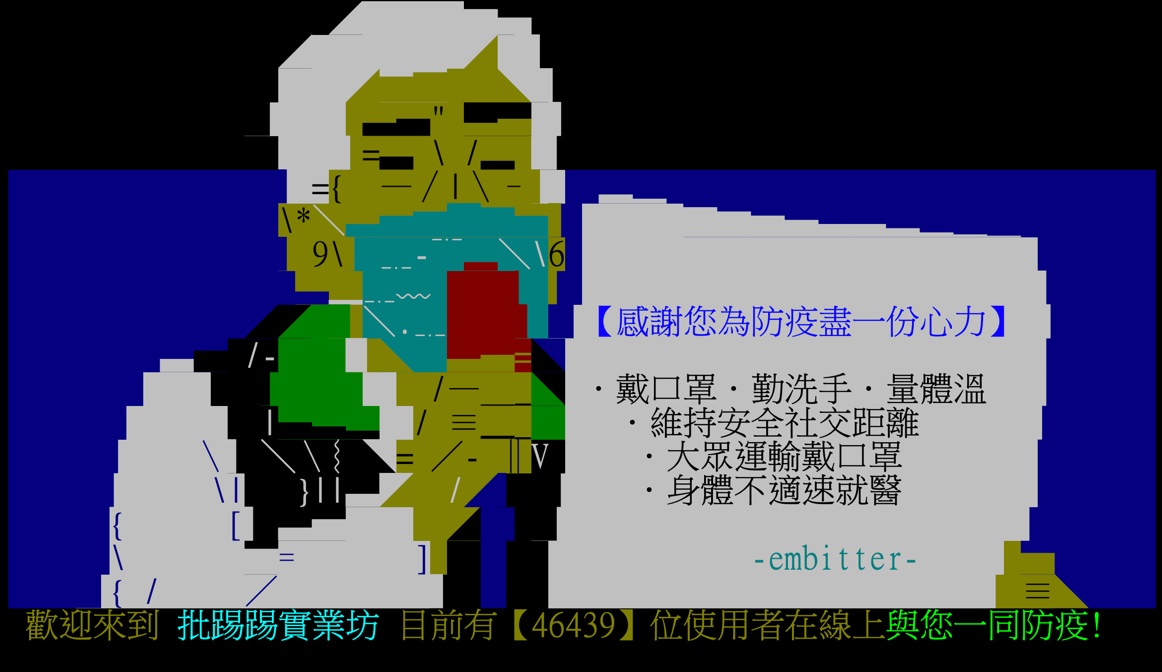 【感謝您為防疫盡一份心力】
·戴口罩·勤洗手·量體溫
·維持安全社交距離
·大眾運輸戴口罩
·身體不適速就醫
-embitter-
歡迎來到 批踢踢實業坊 目前有【46439】位使用者在線上與您一同防疫!